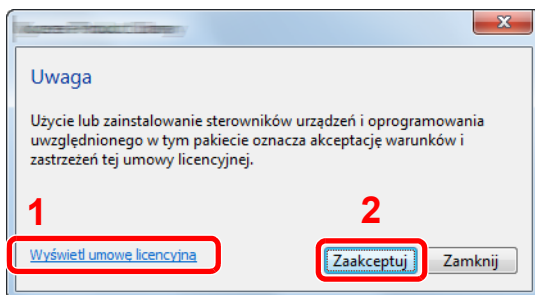 Uwaga
Użycie lub zainstalowanie sterowników urządzeń i oprogramowania
uwzględnionego w tym pakiecie oznacza akceptację warunków i
zastrzeżeń tej umowy licencyjnej.
1
2
Wyświetl umowę licencyjną
Zaakceptuj
Zamknij